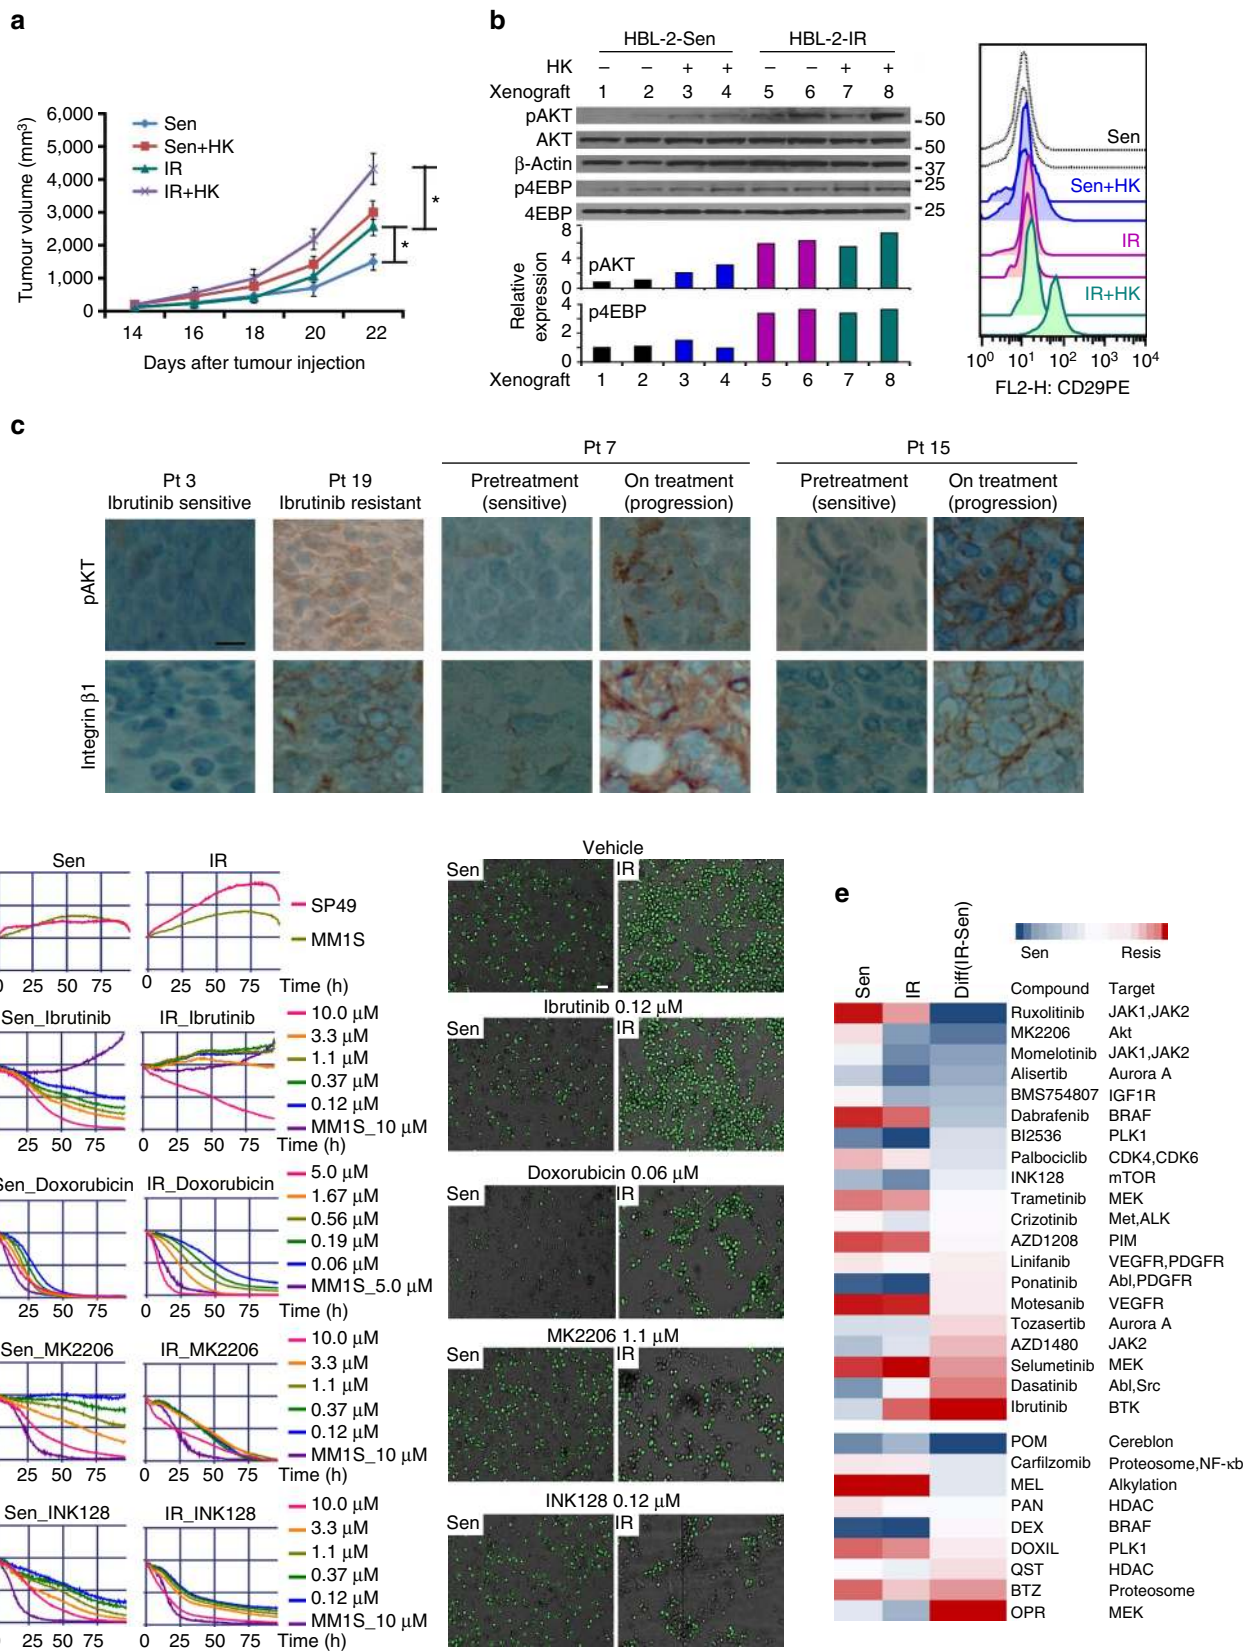 a
Tumour volume (mm3)
6,000
5,000
4,000
3,000
2,000
1,000
0
Sen
Sen+HK
IR
IR+HK
*
*
14 16 18 20 22
Days after tumour injection
b
HBL-2-Sen HBL-2-IR
HK – – + + – – + +
Xenograft 1 2 3 4 5 6 7 8
pAKT 50
AKT 50
β-Actin 37
p4EBP 25
4EBP 25
Relative expression
8
4
0
pAKT
4
2
0
p4EBP
Xenograft 1 2 3 4 5 6 7 8
Sen
Sen+HK
IR
IR+HK
10^0 10^1 10^2 10^3 10^4
FL2-H: CD29PE
c
Pt 7 Pt 15
Pt 3 Pt 19 Pretreatment On treatment Pretreatment On treatment
Ibrutinib sensitive Ibrutinib resistant (sensitive) (progression) (sensitive) (progression)
pAKT
Integrin β1
Sen IR
SP49
MM1S
0 25 50 75 0 25 50 75 Time (h)
Sen_Ibrutinib IR_Ibrutinib
10.0 μM
3.3 μM
1.1 μM
0.37 μM
0.12 μM
MM1S_10 μM
25 50 75 0 25 50 75
Time (h)
Sen_Doxorubicin IR_Doxorubicin
5.0 μM
1.67 μM
0.56 μM
0.19 μM
0.06 μM
MM1S_5.0 μM
25 50 75 0 25 50 75
Time (h)
Sen_MK2206 IR_MK2206
10.0 μM
3.3 μM
1.1 μM
0.37 μM
0.12 μM
MM1S_10 μM
25 50 75 0 25 50 75
Time (h)
Sen_INK128 IR_INK128
10.0 μM
3.3 μM
1.1 μM
0.37 μM
0.12 μM
MM1S_10 μM
0 25 50 75 0 25 50 75 Time (h)
Vehicle
Sen IR
Ibrutinib 0.12 μM
Sen IR
Doxorubicin 0.06 μM
Sen IR
MK2206 1.1 μM
Sen IR
INK128 0.12 μM
Sen IR
e
Sen IR Diff(IR-Sen)
Sen Resis
Compound Target
Ruxolitinib JAK1,JAK2
MK2206 Akt
Momelotinib JAK1,JAK2
Alisertib Aurora A
BMS754807 IGF1R
Dabrafenib BRAF
BI2536 PLK1
Palbociclib CDK4,CDK6
INK128 mTOR
Trametinib MEK
Crizotinib Met,ALK
AZD1208 PIM
Linifanib VEGFR,PDGFR
Ponatinib Abl,PDGFR
Motesanib VEGFR
Tozasertib Aurora A
AZD1480 JAK2
Selumetinib MEK
Dasatinib Abl,Src
Ibrutinib BTK
POM Cereblon
Carfilzomib Proteosome,NF-κb
MEL Alkylation
PAN HDAC
DEX BRAF
DOXIL PLK1
QST HDAC
BTZ Proteosome
OPR MEK